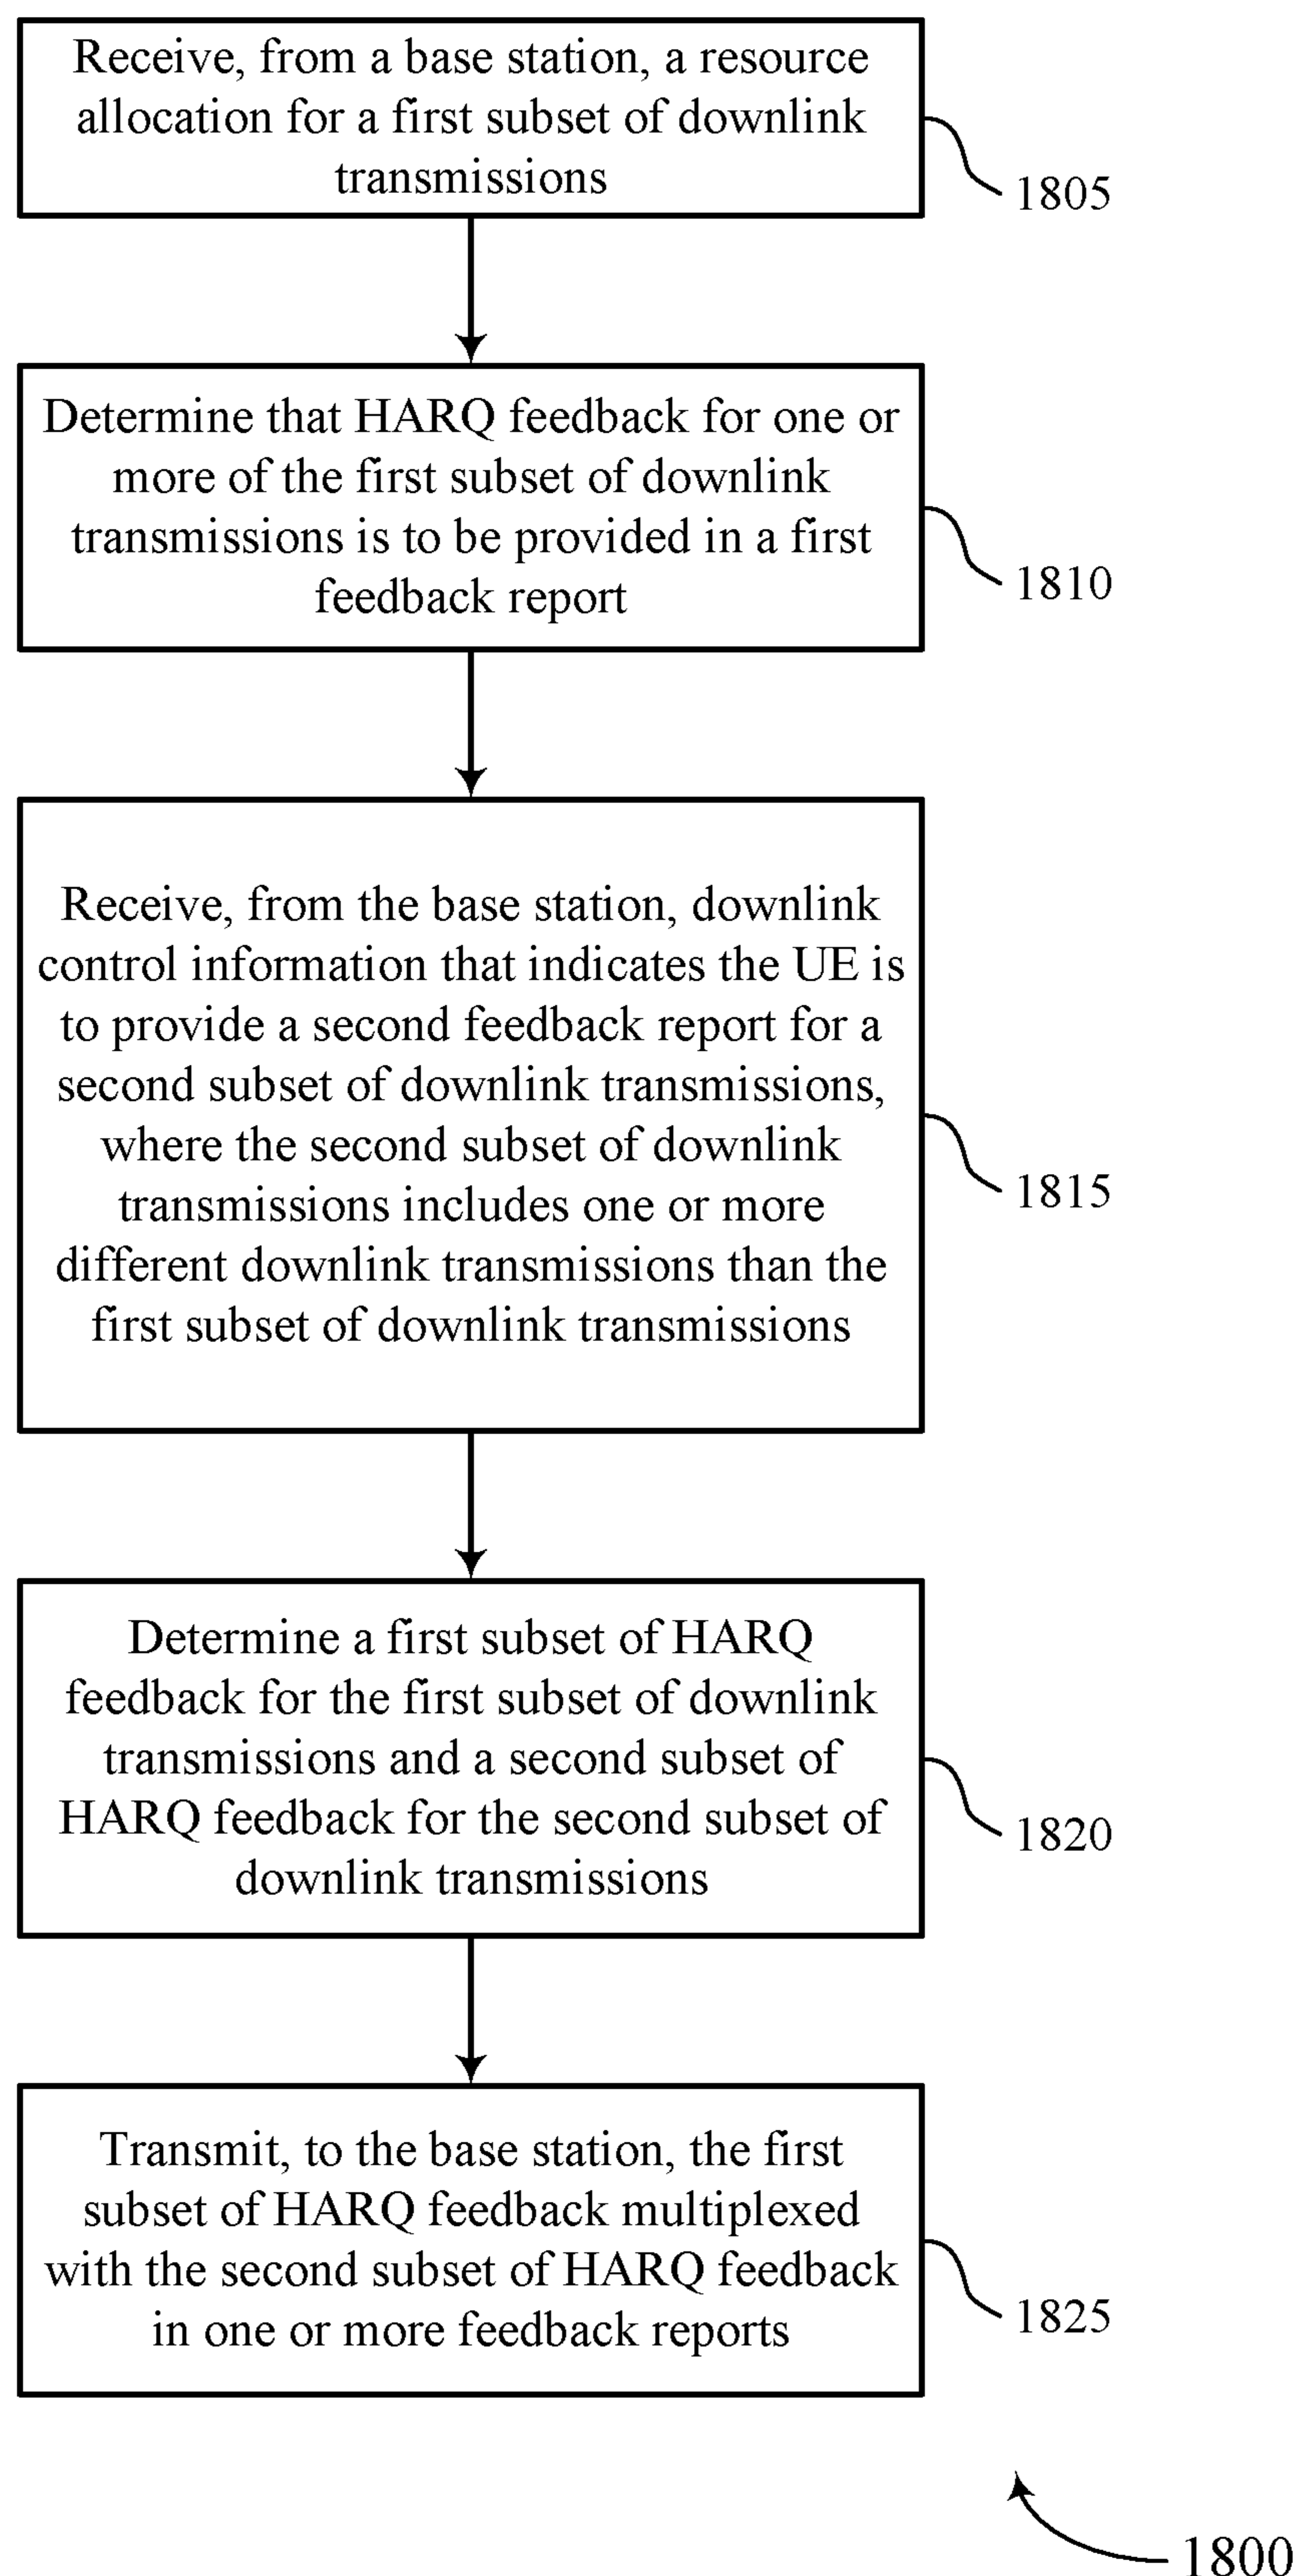 Receive, from a base station, a resource
allocation for a first subset of downlink
transmissions
1805
Determine that HARQ feedback for one or
more of the first subset of downlink
transmissions is to be provided in a first
feedback report
1810
Receive, from the base station, downlink
control information that indicates the UE is
to provide a second feedback report for a
second subset of downlink transmissions,
where the second subset of downlink
transmissions includes one or more
different downlink transmissions than the
first subset of downlink transmissions
1815
Determine a first subset of HARQ
feedback for the first subset of downlink
transmissions and a second subset of
HARQ feedback for the second subset of
downlink transmissions
1820
Transmit, to the base station, the first
subset of HARQ feedback multiplexed
with the second subset of HARQ feedback
in one or more feedback reports
1825
1800